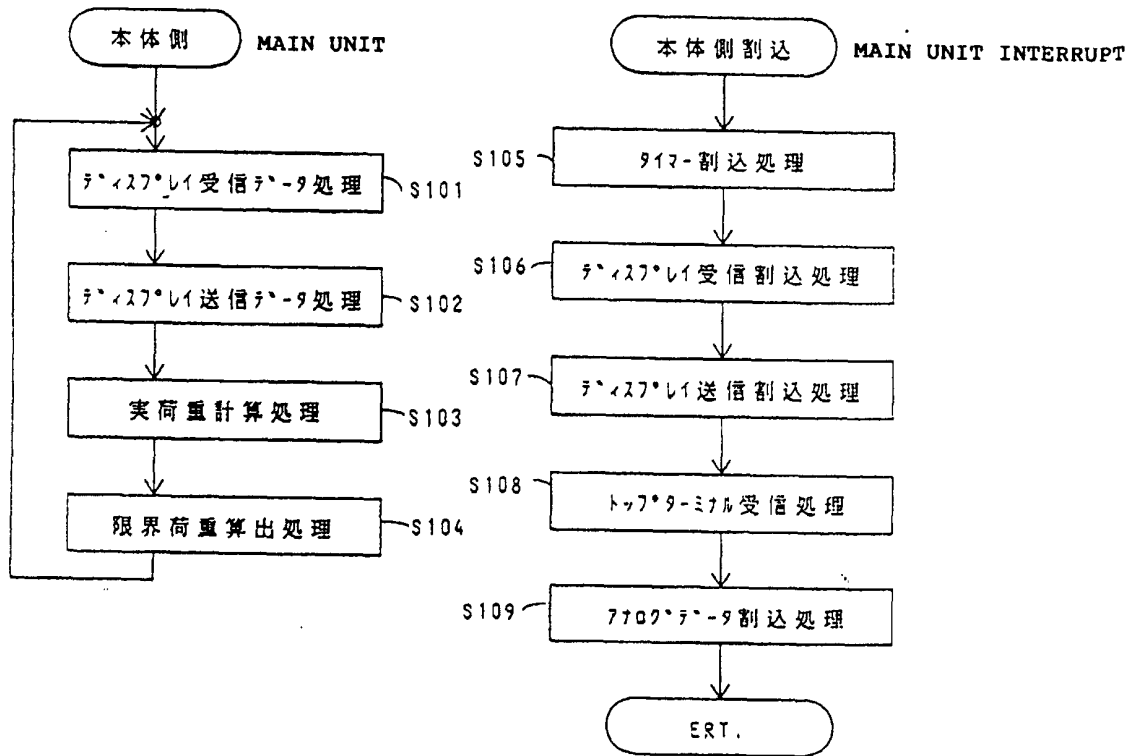 本体側 MAIN UNIT
ディスプレイ受信データ処理 S101
ディスプレイ送信データ処理 S102
実荷重計算処理 S103
限界荷重算出処理 S104
本体側割込 MAIN UNIT INTERRUPT
S105 タイマー割込処理
S106 ディスプレイ受信割込処理
S107 ディスプレイ送信割込処理
S108 トップターミナル受信処理
S109 アナログデータ割込処理
ERT.